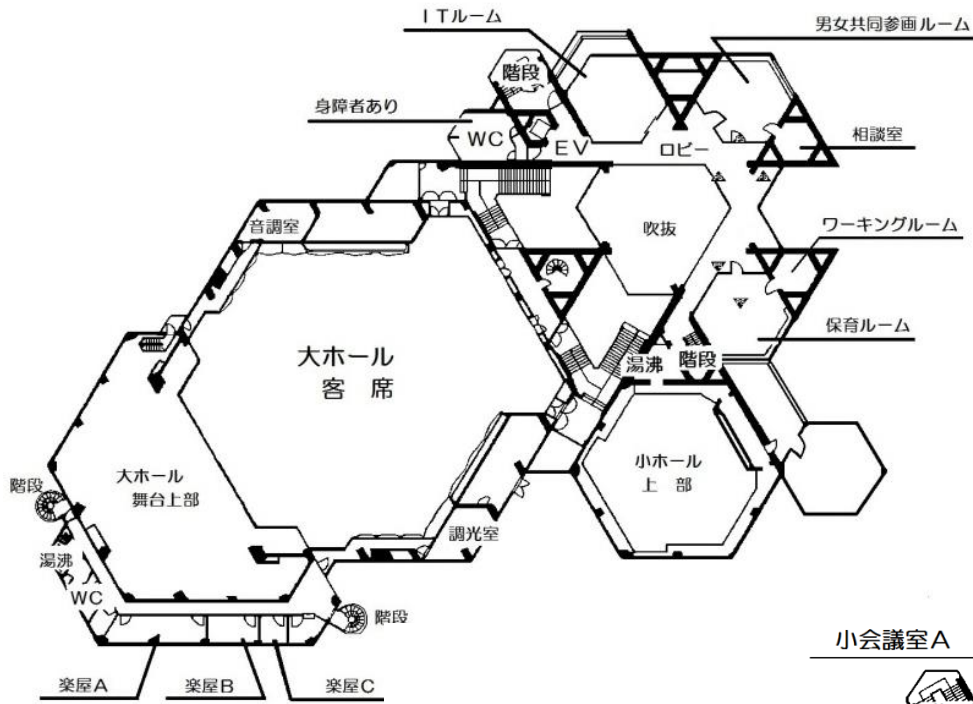 ITルーム
男女共同参画ルーム
階段
身障者あり
WC
EV
ロビー
相談室
音調室
吹抜
ワーキングルーム
保育ルーム
大ホール
客席
湯沸
階段
大ホール
舞台上部
小ホール
上部
階段
調光室
湯沸
WC
階段
小会議室A
楽屋A
楽屋B
楽屋C